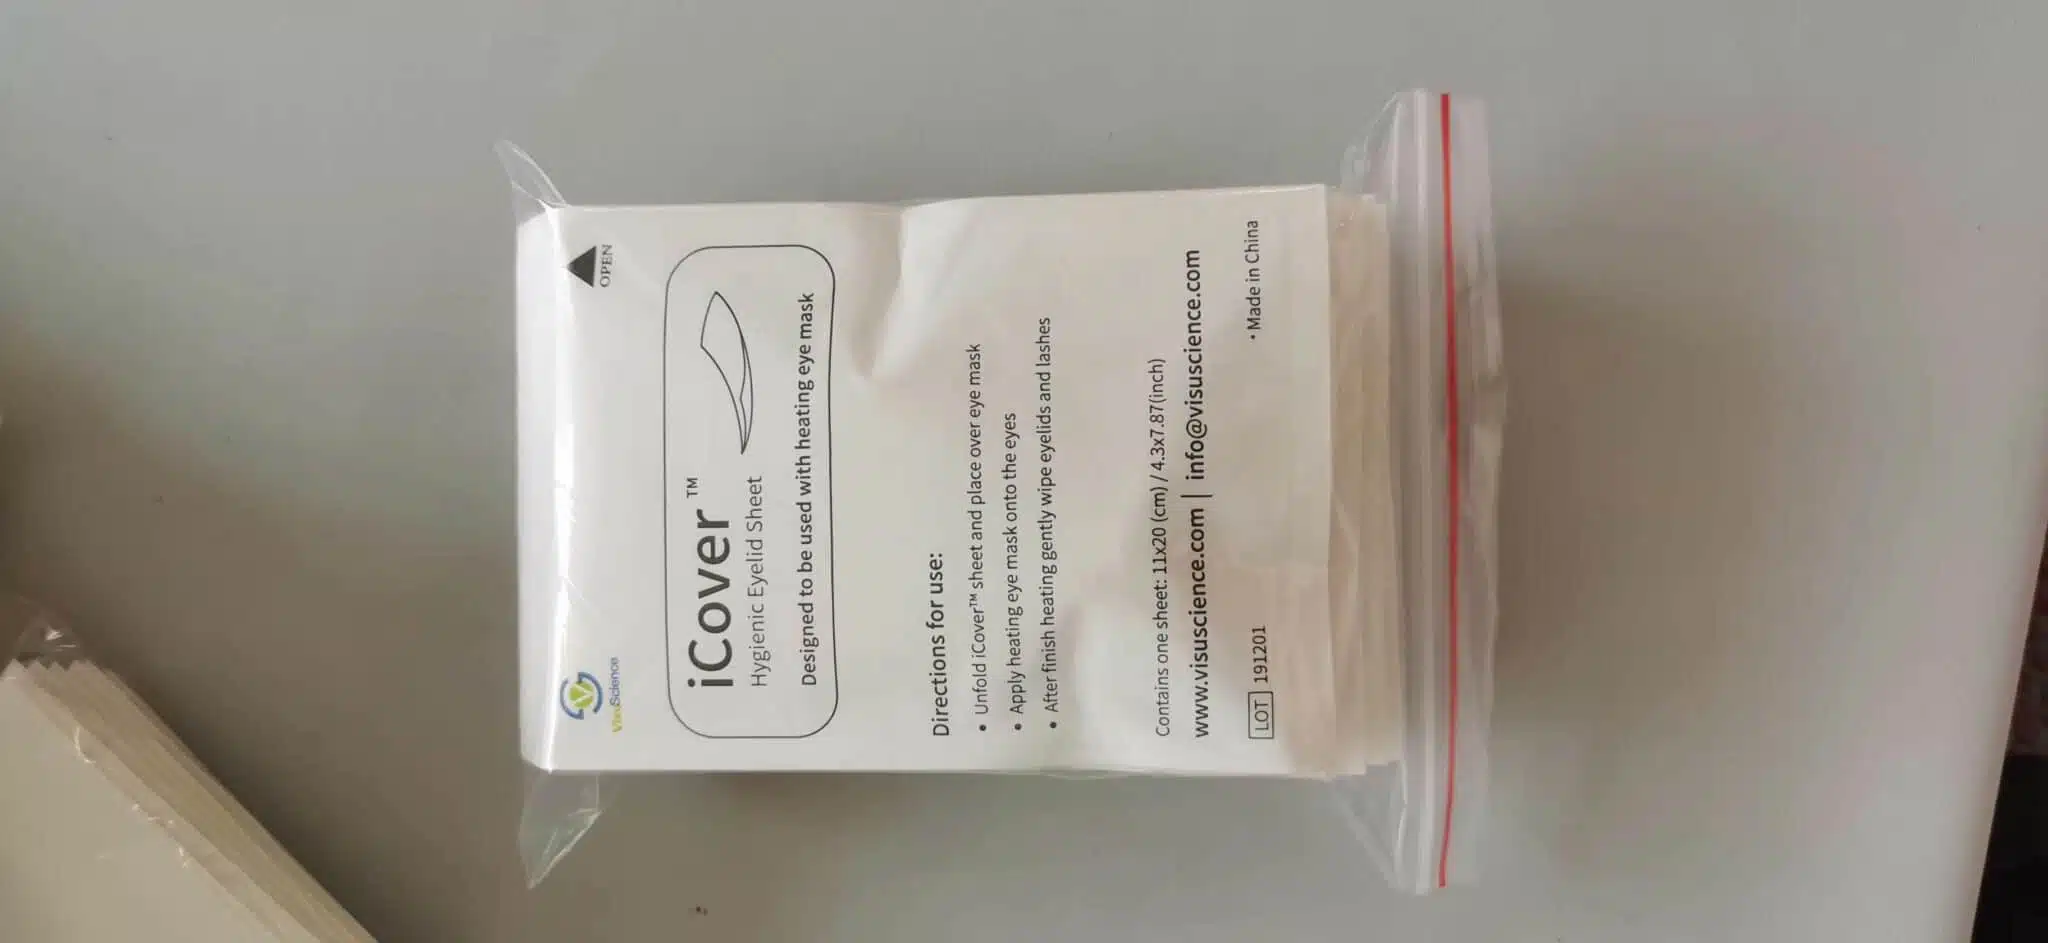 VisuScience
OPEN
iCover™
Hygienic Eyelid Sheet
Designed to be used with heating eye mask
Directions for use:
• Unfold iCover™ sheet and place over eye mask
• Apply heating eye mask onto the eyes
• After finish heating gently wipe eyelids and lashes
Contains one sheet: 11x20 (cm) / 4.3x7.87(inch)
www.visuscience.com | info@visuscience.com
LOT 191201
• Made in China